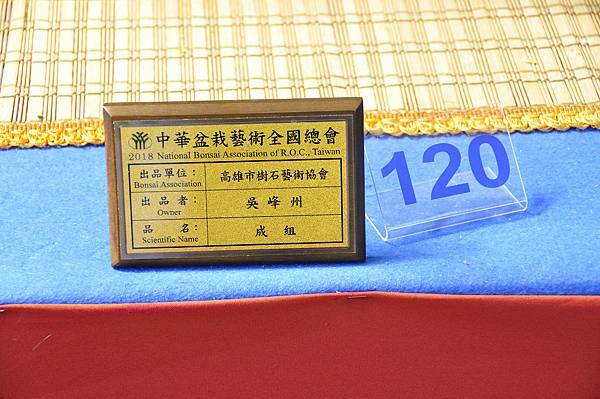 中華盆栽藝術全國總會
2018 National Bonsai Association of R.O.C., Taiwan
出品單位： 高雄市樹石藝術協會
Bonsai Association
出品者： 吳峰州
Owner
品名： 成組
Scientific Name
120